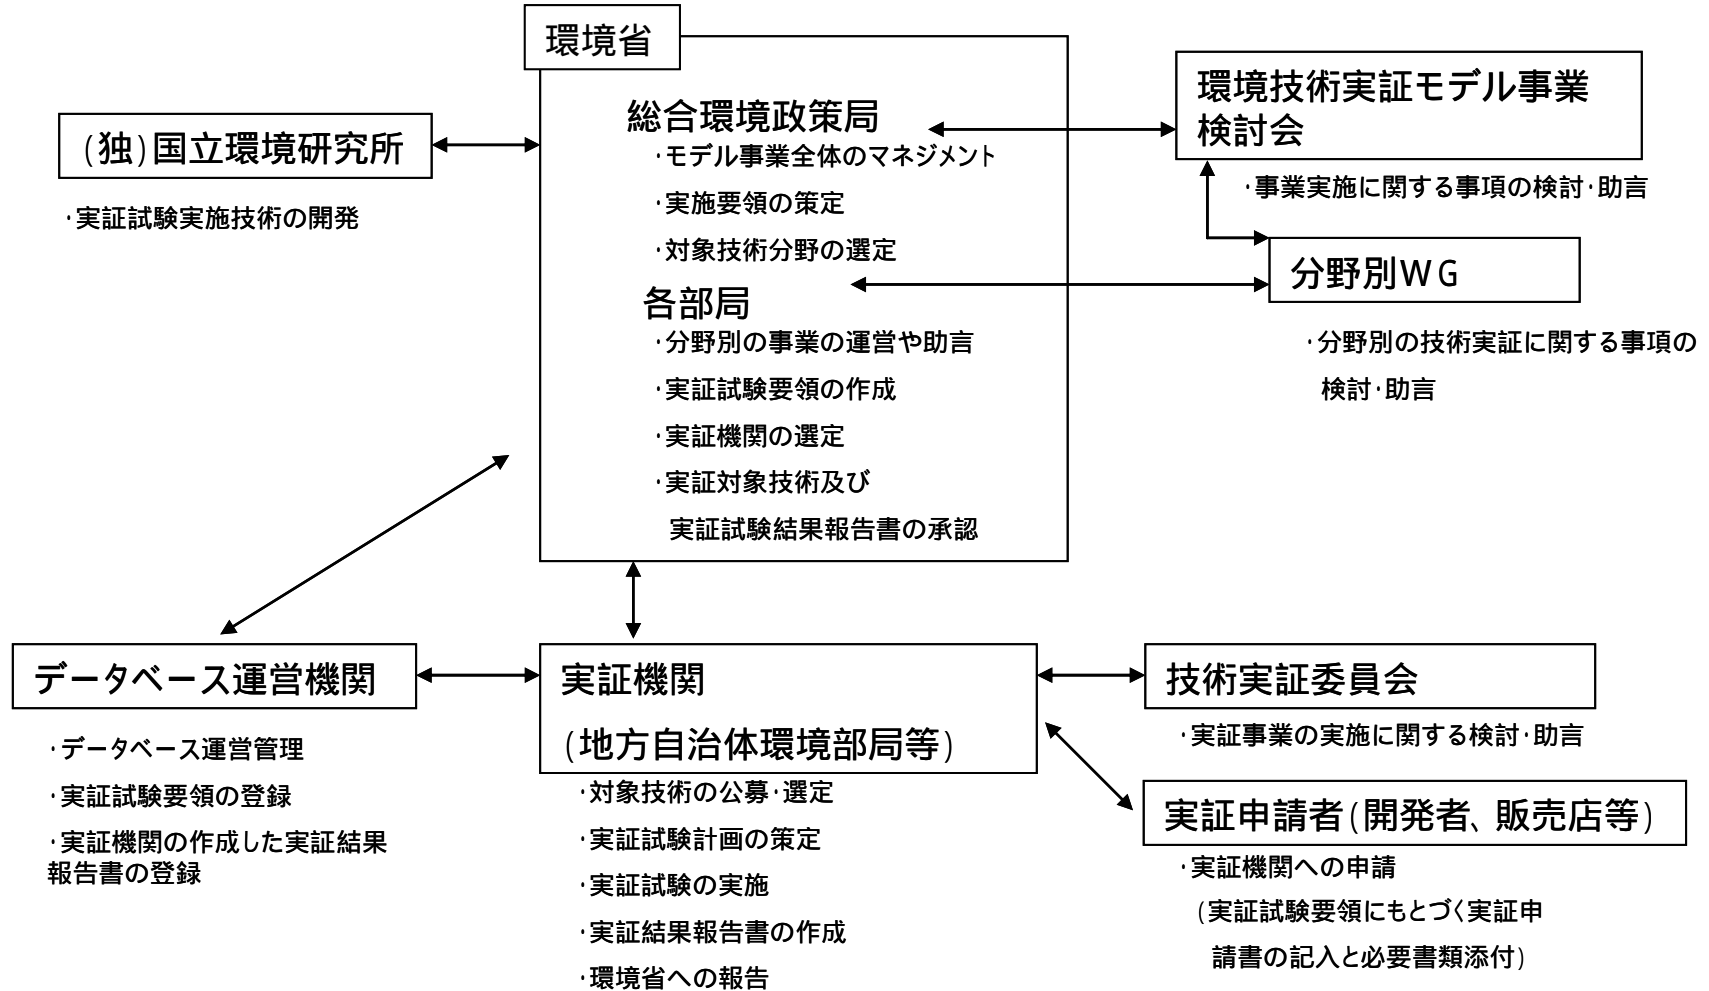 環境省
総合環境政策局
・モデル事業全体のマネジメント
・実施要領の策定
・対象技術分野の選定
各部局
・分野別の事業の運営や助言
・実証試験要領の作成
・実証機関の選定
・実証対象技術及び
実証試験結果報告書の承認
(独)国立環境研究所
・実証試験実施技術の開発
環境技術実証モデル事業
検討会
・事業実施に関する事項の検討・助言
分野別WG
・分野別の技術実証に関する事項の
検討・助言
データベース運営機関
・データベース運営管理
・実証試験要領の登録
・実証機関の作成した実証結果
報告書の登録
実証機関
(地方自治体環境部局等)
・対象技術の公募・選定
・実証試験計画の策定
・実証試験の実施
・実証結果報告書の作成
・環境省への報告
技術実証委員会
・実証事業の実施に関する検討・助言
実証申請者(開発者、販売店等)
・実証機関への申請
(実証試験要領にもとづく実証申
請書の記入と必要書類添付)